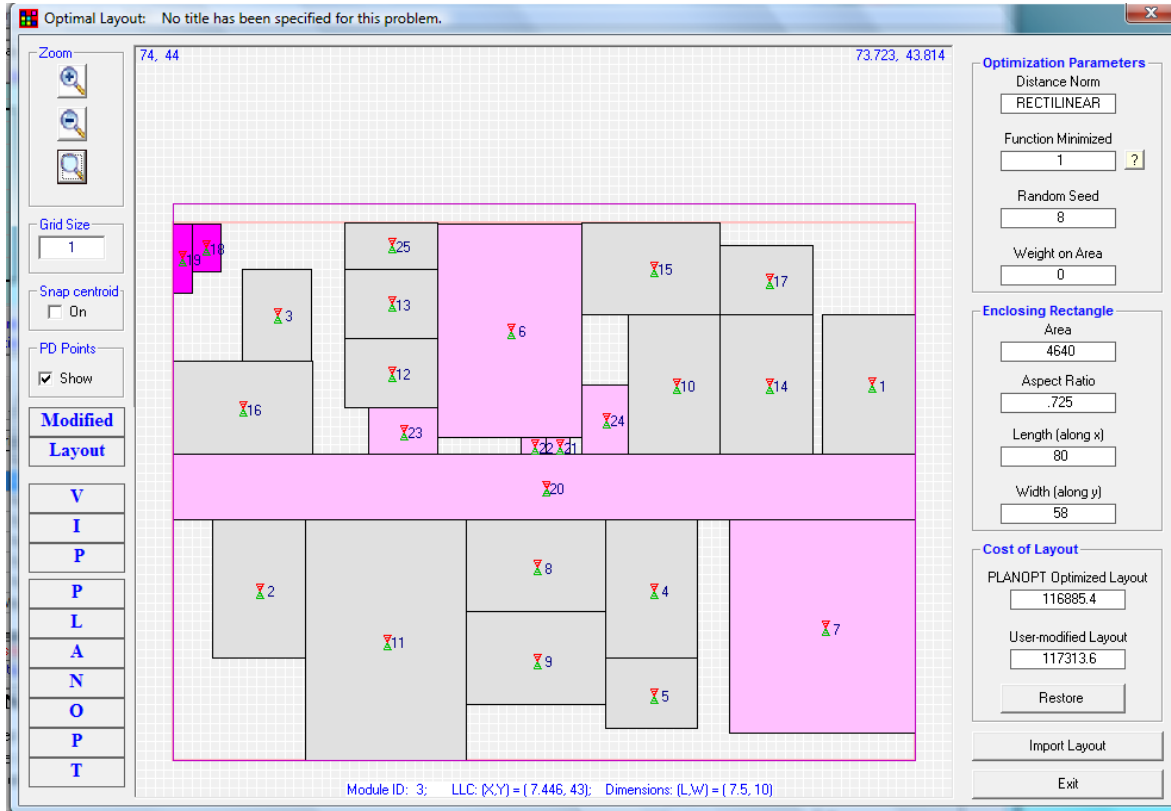 Optimal Layout: No title has been specified for this problem.
X
Zoom
Grid Size
1
Snap centroid
On
PD Points
Show
Modified
Layout
V
I
P
P
L
A
N
O
P
T
74, 44
73.723, 43.814
19
18
25
15
17
3
13
6
12
10
14
1
16
24
23
22
21
20
2
8
4
7
11
9
5
Module ID: 3; LLC: (X,Y) = ( 7.446, 43); Dimensions: (L,W) = ( 7.5, 10)
Optimization Parameters
Distance Norm
RECTILINEAR
Function Minimized
1
?
Random Seed
8
Weight on Area
0
Enclosing Rectangle
Area
4640
Aspect Ratio
.725
Length (along x)
80
Width (along y)
58
Cost of Layout
PLANOPT Optimized Layout
116885.4
User-modified Layout
117313.6
Restore
Import Layout
Exit